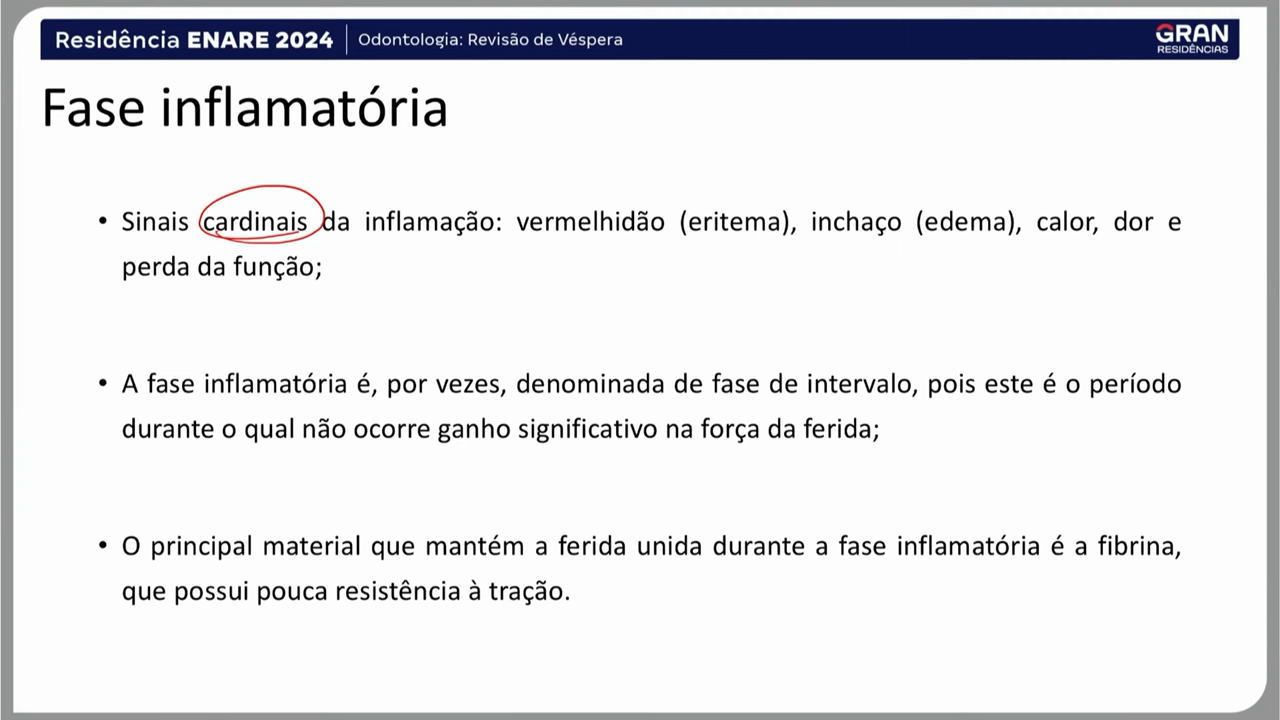 Residência ENARE 2024 | Odontologia: Revisão de Véspera
GRAN
RESIDÊNCIAS
Fase inflamatória
• Sinais cardinais da inflamação: vermelhidão (eritema), inchaço (edema), calor, dor e
perda da função;
• A fase inflamatória é, por vezes, denominada de fase de intervalo, pois este é o período
durante o qual não ocorre ganho significativo na força da ferida;
• O principal material que mantém a ferida unida durante a fase inflamatória é a fibrina,
que possui pouca resistência à tração.